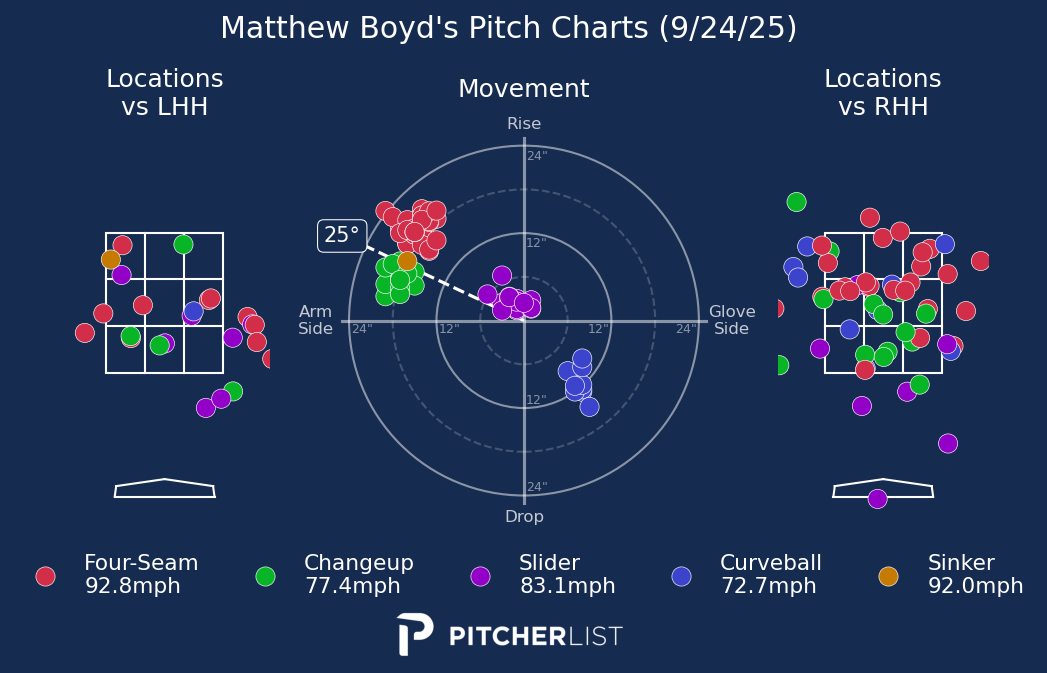 Matthew Boyd's Pitch Charts (9/24/25)
Locations
vs LHH
Movement
Locations
vs RHH
Rise
24"
12"
25°
Arm
Side
24"
12"
12"
24"
Glove
Side
12"
24"
Drop
Four-Seam
92.8mph
Changeup
77.4mph
Slider
83.1mph
Curveball
72.7mph
Sinker
92.0mph
PITCHERLIST